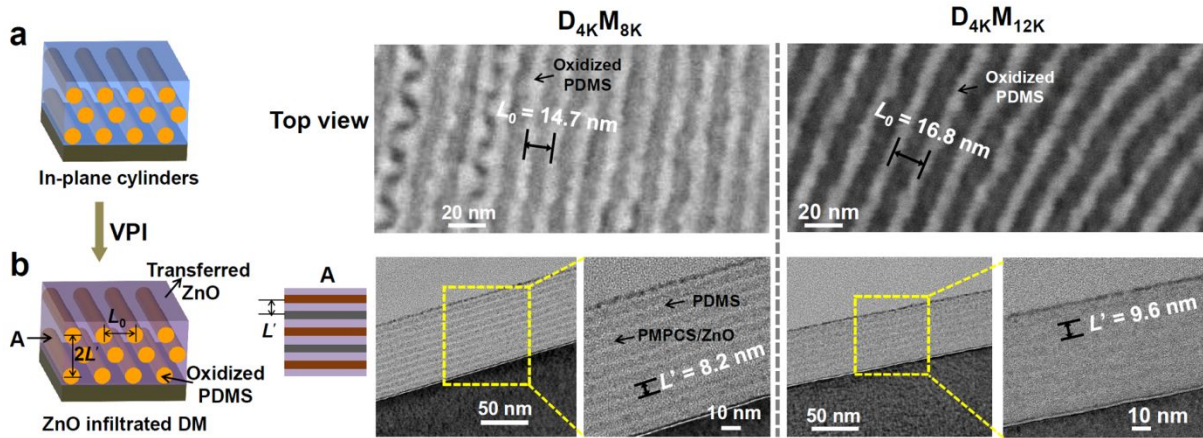 a
In-plane cylinders
VPI
b
Transferred
ZnO
A
L₀
2L'
Oxidized
PDMS
ZnO infiltrated DM
A
L'
Top view
D₄ₖM₈ₖ
Oxidized
PDMS
L₀ = 14.7 nm
20 nm
D₄ₖM₁₂ₖ
Oxidized
PDMS
L₀ = 16.8 nm
20 nm
50 nm
PDMS
PMPCS/ZnO
L' = 8.2 nm
10 nm
50 nm
L' = 9.6 nm
10 nm